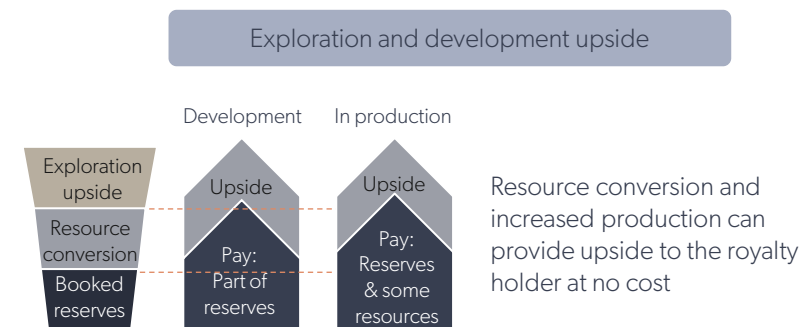 Exploration and development upside
Development
In production
Exploration
upside
Resource
conversion
Booked
reserves
Upside
Pay:
Part of
reserves
Upside
Pay:
Reserves
& some
resources
Resource conversion and
increased production can
provide upside to the royalty
holder at no cost